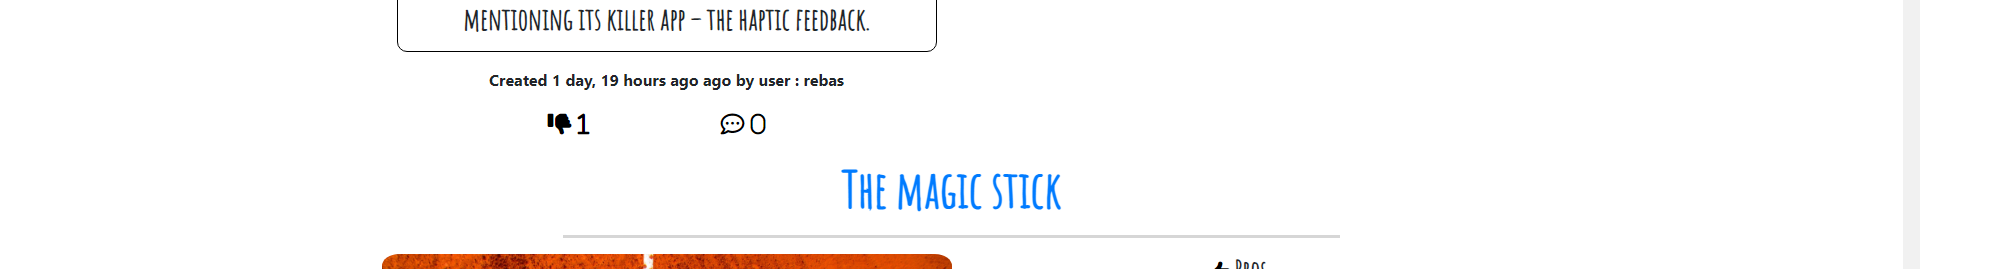 MENTIONING ITS KILLER APP – THE HAPTIC FEEDBACK.
Created 1 day, 19 hours ago ago by user : rebas
1 0
The magic stick
Pros